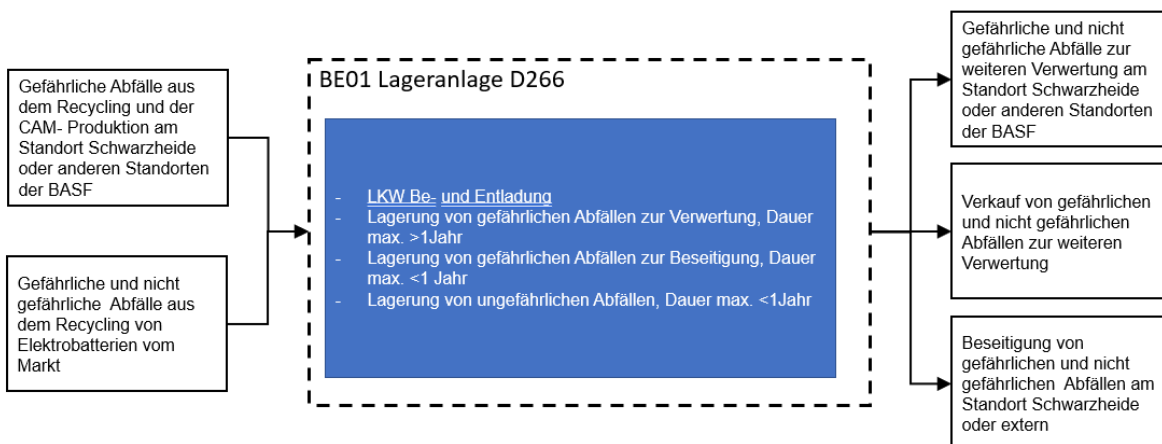 Gefährliche Abfälle aus
dem Recycling und der
CAM- Produktion am
Standort Schwarzheide
oder anderen Standorten
der BASF
Gefährliche und nicht
gefährliche Abfälle aus
dem Recycling von
Elektrobatterien vom
Markt
BE01 Lageranlage D266
- LKW Be- und Entladung
- Lagerung von gefährlichen Abfällen zur Verwertung, Dauer
max. >1Jahr
- Lagerung von gefährlichen Abfällen zur Beseitigung, Dauer
max. <1 Jahr
- Lagerung von ungefährlichen Abfällen, Dauer max. <1Jahr
Gefährliche und nicht
gefährliche Abfälle zur
weiteren Verwertung am
Standort Schwarzheide
oder anderen Standorten
der BASF
Verkauf von gefährlichen
und nicht gefährlichen
Abfällen zur weiteren
Verwertung
Beseitigung von
gefährlichen und nicht
gefährlichen Abfällen am
Standort Schwarzheide
oder extern